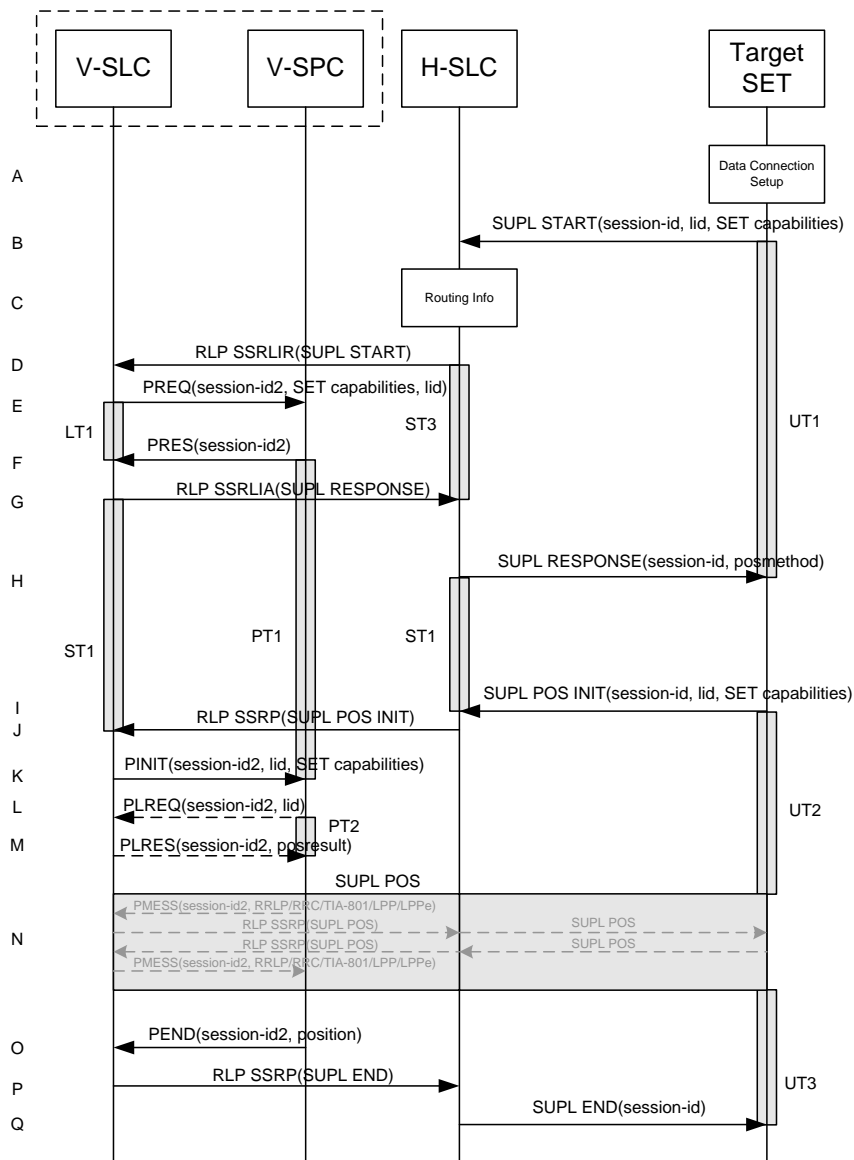 V-SLC
V-SPC
H-SLC
Target
SET
A
Data Connection
Setup
B
SUPL START(session-id, lid, SET capabilities)
C
Routing Info
D
RLP SSRLIR(SUPL START)
E
PREQ(session-id2, SET capabilities, lid)
LT1
ST3
UT1
F
PRES(session-id2)
G
RLP SSRLIA(SUPL RESPONSE)
H
SUPL RESPONSE(session-id, posmethod)
ST1
PT1
ST1
I
SUPL POS INIT(session-id, lid, SET capabilities)
J
RLP SSRP(SUPL POS INIT)
K
PINIT(session-id2, lid, SET capabilities)
L
PLREQ(session-id2, lid)
PT2
UT2
M
PLRES(session-id2, posresult)
SUPL POS
N
PMESS(session-id2, RRLP/RRC/TIA-801/LPP/LPPe)
RLP SSRP(SUPL POS)
SUPL POS
RLP SSRP(SUPL POS)
SUPL POS
PMESS(session-id2, RRLP/RRC/TIA-801/LPP/LPPe)
O
PEND(session-id2, position)
P
RLP SSRP(SUPL END)
UT3
Q
SUPL END(session-id)